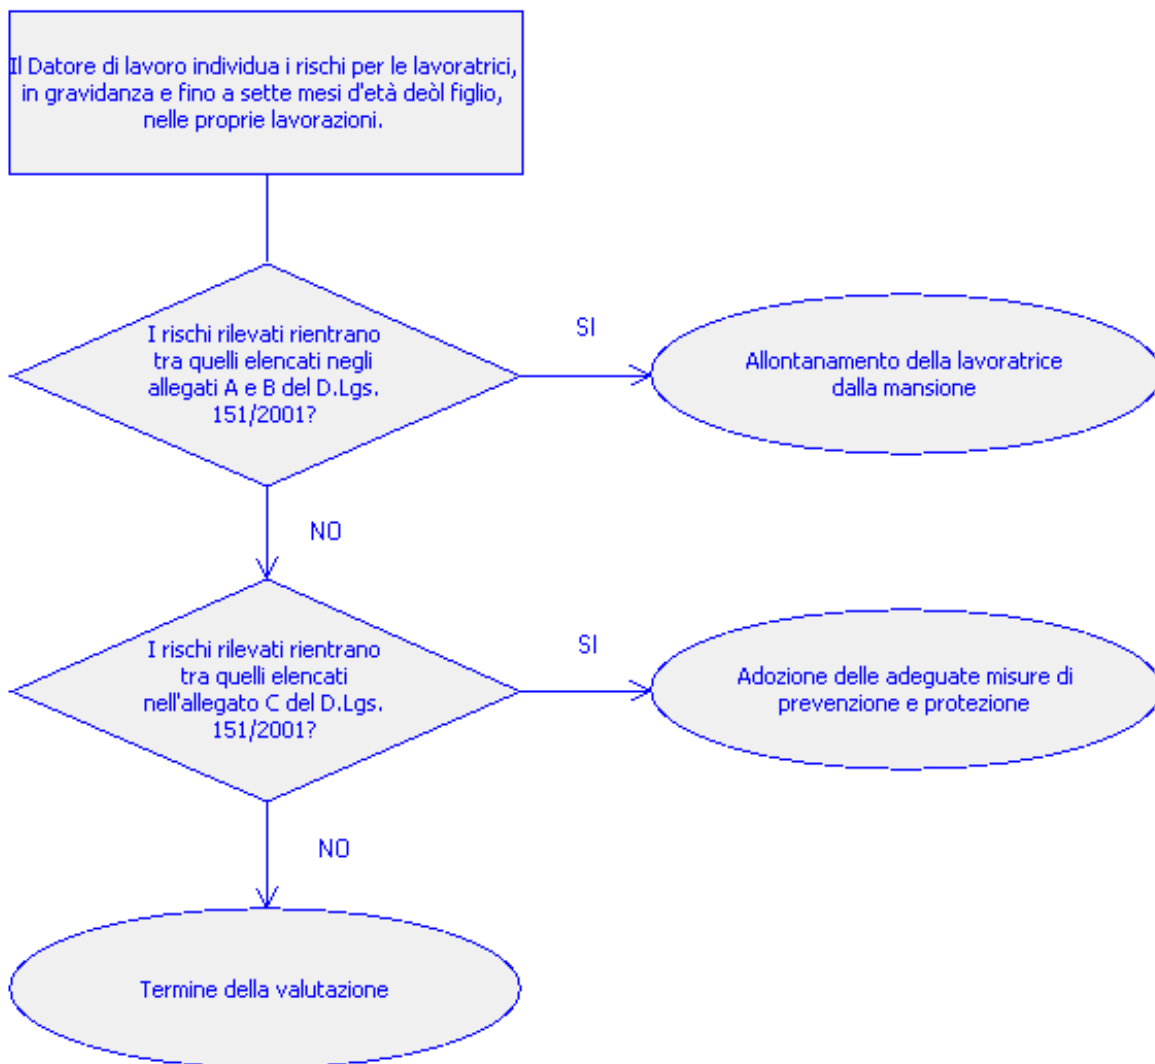 Il Datore di lavoro individua i rischi per le lavoratrici,
in gravidanza e fino a sette mesi d'età deòl figlio,
nelle proprie lavorazioni.
I rischi rilevati rientrano
tra quelli elencati negli
allegati A e B del D.Lgs.
151/2001?
SI
Allontanamento della lavoratrice
dalla mansione
NO
I rischi rilevati rientrano
tra quelli elencati
nell'allegato C del D.Lgs.
151/2001?
SI
Adozione delle adeguate misure di
prevenzione e protezione
NO
Termine della valutazione